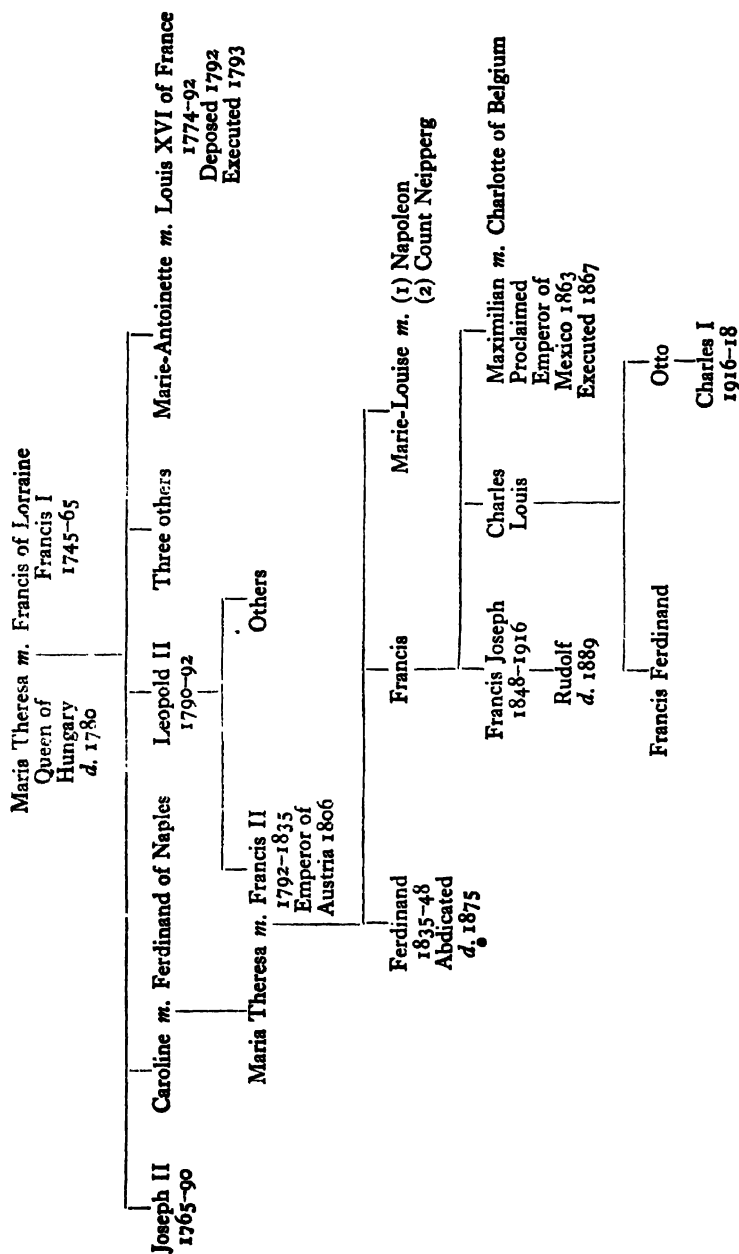 Maria Theresa m. Francis of Lorraine
Queen of
Hungary
d. 1780
Francis I
1745-65
Joseph II
1765-90
Caroline m. Ferdinand of Naples
Leopold II
1790-92
Three others
Marie-Antoinette m. Louis XVI of France
1774-92
Deposed 1792
Executed 1793
Maria Theresa m. Francis II
1792-1835
Emperor of
Austria 1806
Others
Ferdinand
1835-48
Abdicated
d. 1875
Francis
Marie-Louise m. (1) Napoleon
(2) Count Neipperg
Francis Joseph
1848-1916
Charles
Louis
Maximilian m. Charlotte of Belgium
Proclaimed
Emperor of
Mexico 1863
Executed 1867
Rudolf
d. 1889
Francis Ferdinand
Otto
Charles I
1916-18